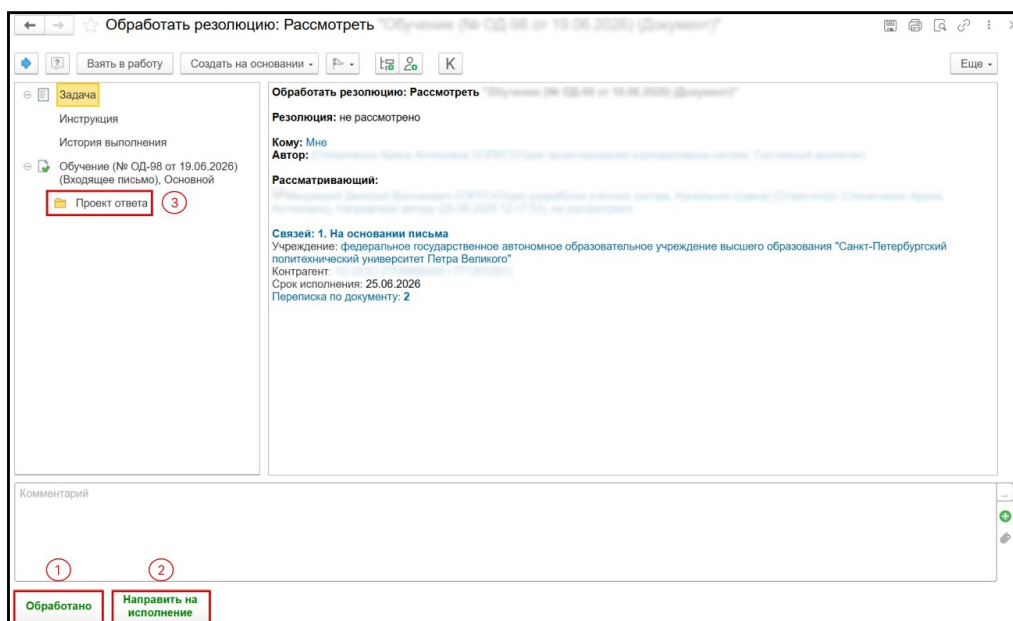 Обработать резолюцию: Рассмотреть
Взять в работу
Создать на основании
Еще
Задача
Инструкция
История выполнения
Обучение (№ ОД-98 от 19.06.2026)
(Входящее письмо), Основной
Проект ответа
3
Обработать резолюцию: Рассмотреть
Резолюция: не рассмотрено
Кому: Мне
Автор:
Рассматривающий:
Связей: 1. На основании письма
Учреждение: федеральное государственное автономное образовательное учреждение высшего образования "Санкт-Петербургский
политехнический университет Петра Великого"
Контрагент:
Срок исполнения: 25.06.2026
Переписка по документу: 2
Комментарий
...
1
2
Обработано
Направить на
исполнение